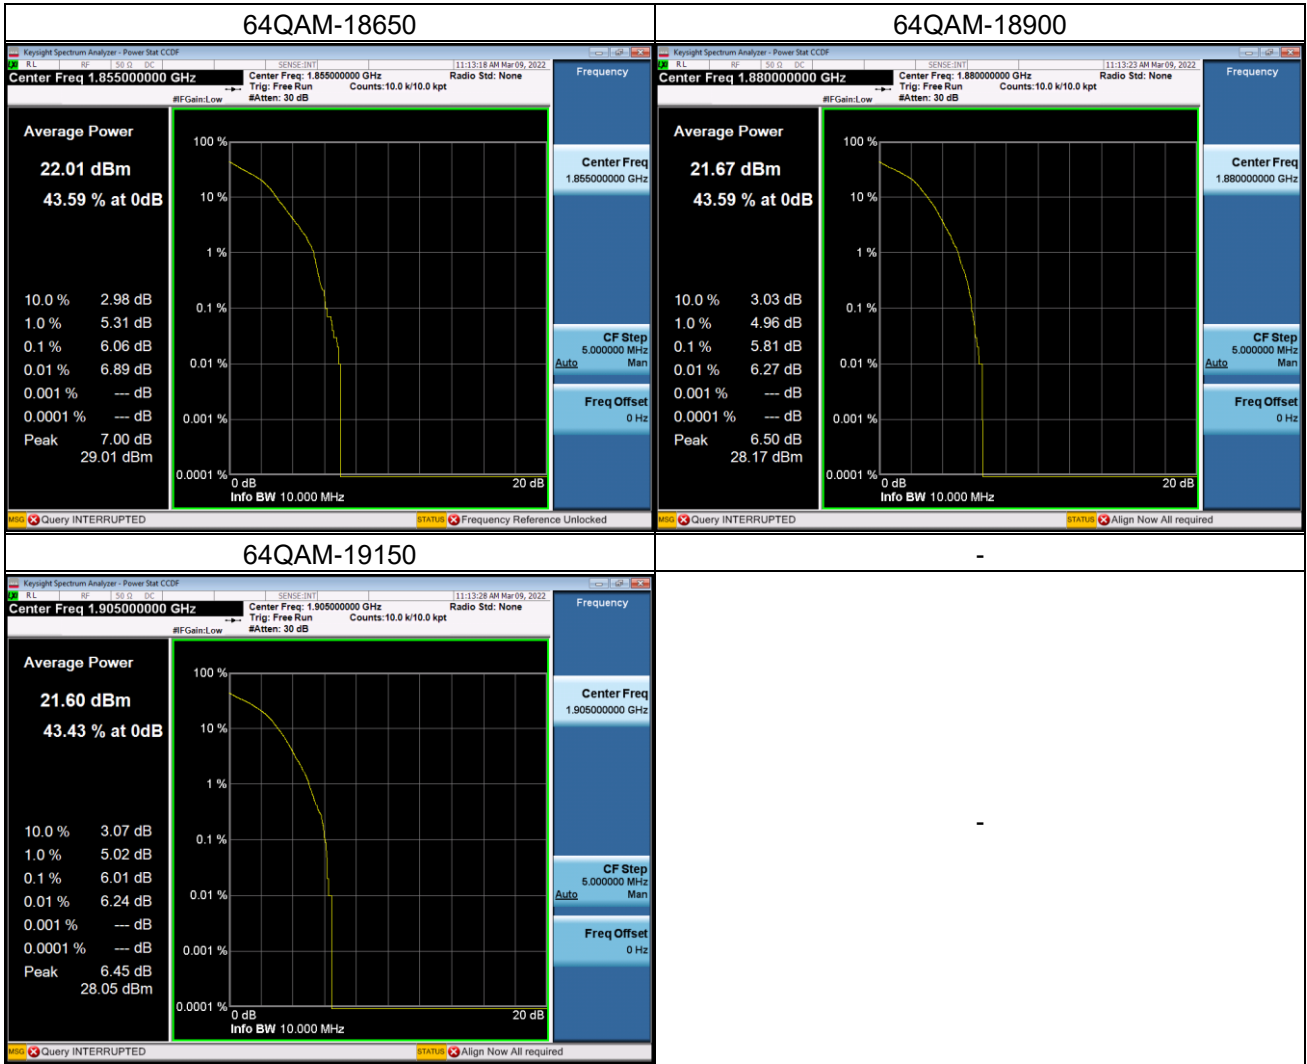 64QAM-18650
Keysight Spectrum Analyzer - Power Stat CCDF
RL RF 50 Ω DC SENSE:INT 11:13:18 AM Mar 09, 2022
Center Freq 1.855000000 GHz
Center Freq: 1.855000000 GHz Radio Std: None
Trig: Free Run Counts:10.0 k/10.0 kpt
#IFGain:Low #Atten: 30 dB
Average Power
22.01 dBm
43.59 % at 0dB
10.0 % 2.98 dB
1.0 % 5.31 dB
0.1 % 6.06 dB
0.01 % 6.89 dB
0.001 % --- dB
0.0001 % --- dB
Peak 7.00 dB
29.01 dBm
100 %
10 %
1 %
0.1 %
0.01 %
0.001 %
0.0001 %
0 dB 20 dB
Info BW 10.000 MHz
Frequency
Center Freq
1.855000000 GHz
CF Step
5.000000 MHz
Auto Man
Freq Offset
0 Hz
MSG Query INTERRUPTED STATUS Frequency Reference Unlocked
64QAM-18900
Keysight Spectrum Analyzer - Power Stat CCDF
RL RF 50 Ω DC SENSE:INT 11:13:23 AM Mar 09, 2022
Center Freq 1.880000000 GHz
Center Freq: 1.880000000 GHz Radio Std: None
Trig: Free Run Counts:10.0 k/10.0 kpt
#IFGain:Low #Atten: 30 dB
Average Power
21.67 dBm
43.59 % at 0dB
10.0 % 3.03 dB
1.0 % 4.96 dB
0.1 % 5.81 dB
0.01 % 6.27 dB
0.001 % --- dB
0.0001 % --- dB
Peak 6.50 dB
28.17 dBm
100 %
10 %
1 %
0.1 %
0.01 %
0.001 %
0.0001 %
0 dB 20 dB
Info BW 10.000 MHz
Frequency
Center Freq
1.880000000 GHz
CF Step
5.000000 MHz
Auto Man
Freq Offset
0 Hz
MSG Query INTERRUPTED STATUS Align Now All required
64QAM-19150
Keysight Spectrum Analyzer - Power Stat CCDF
RL RF 50 Ω DC SENSE:INT 11:13:28 AM Mar 09, 2022
Center Freq 1.905000000 GHz
Center Freq: 1.905000000 GHz Radio Std: None
Trig: Free Run Counts:10.0 k/10.0 kpt
#IFGain:Low #Atten: 30 dB
Average Power
21.60 dBm
43.43 % at 0dB
10.0 % 3.07 dB
1.0 % 5.02 dB
0.1 % 6.01 dB
0.01 % 6.24 dB
0.001 % --- dB
0.0001 % --- dB
Peak 6.45 dB
28.05 dBm
100 %
10 %
1 %
0.1 %
0.01 %
0.001 %
0.0001 %
0 dB 20 dB
Info BW 10.000 MHz
Frequency
Center Freq
1.905000000 GHz
CF Step
5.000000 MHz
Auto Man
Freq Offset
0 Hz
MSG Query INTERRUPTED STATUS Align Now All required
-
-